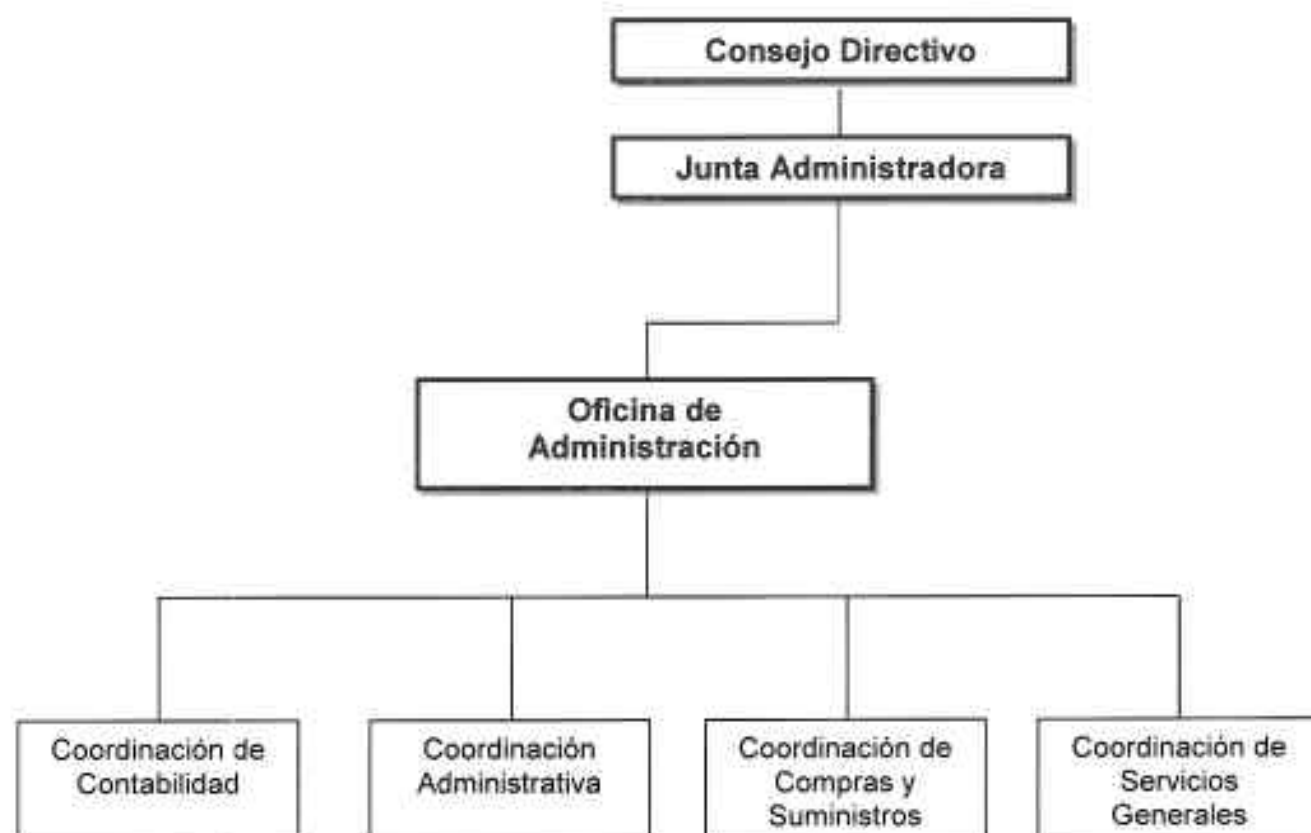 Consejo Directivo
Junta Administradora
Oficina de
Administración
Coordinación de
Contabilidad
Coordinación
Administrativa
Coordinación de
Compras y
Suministros
Coordinación de
Servicios
Generales